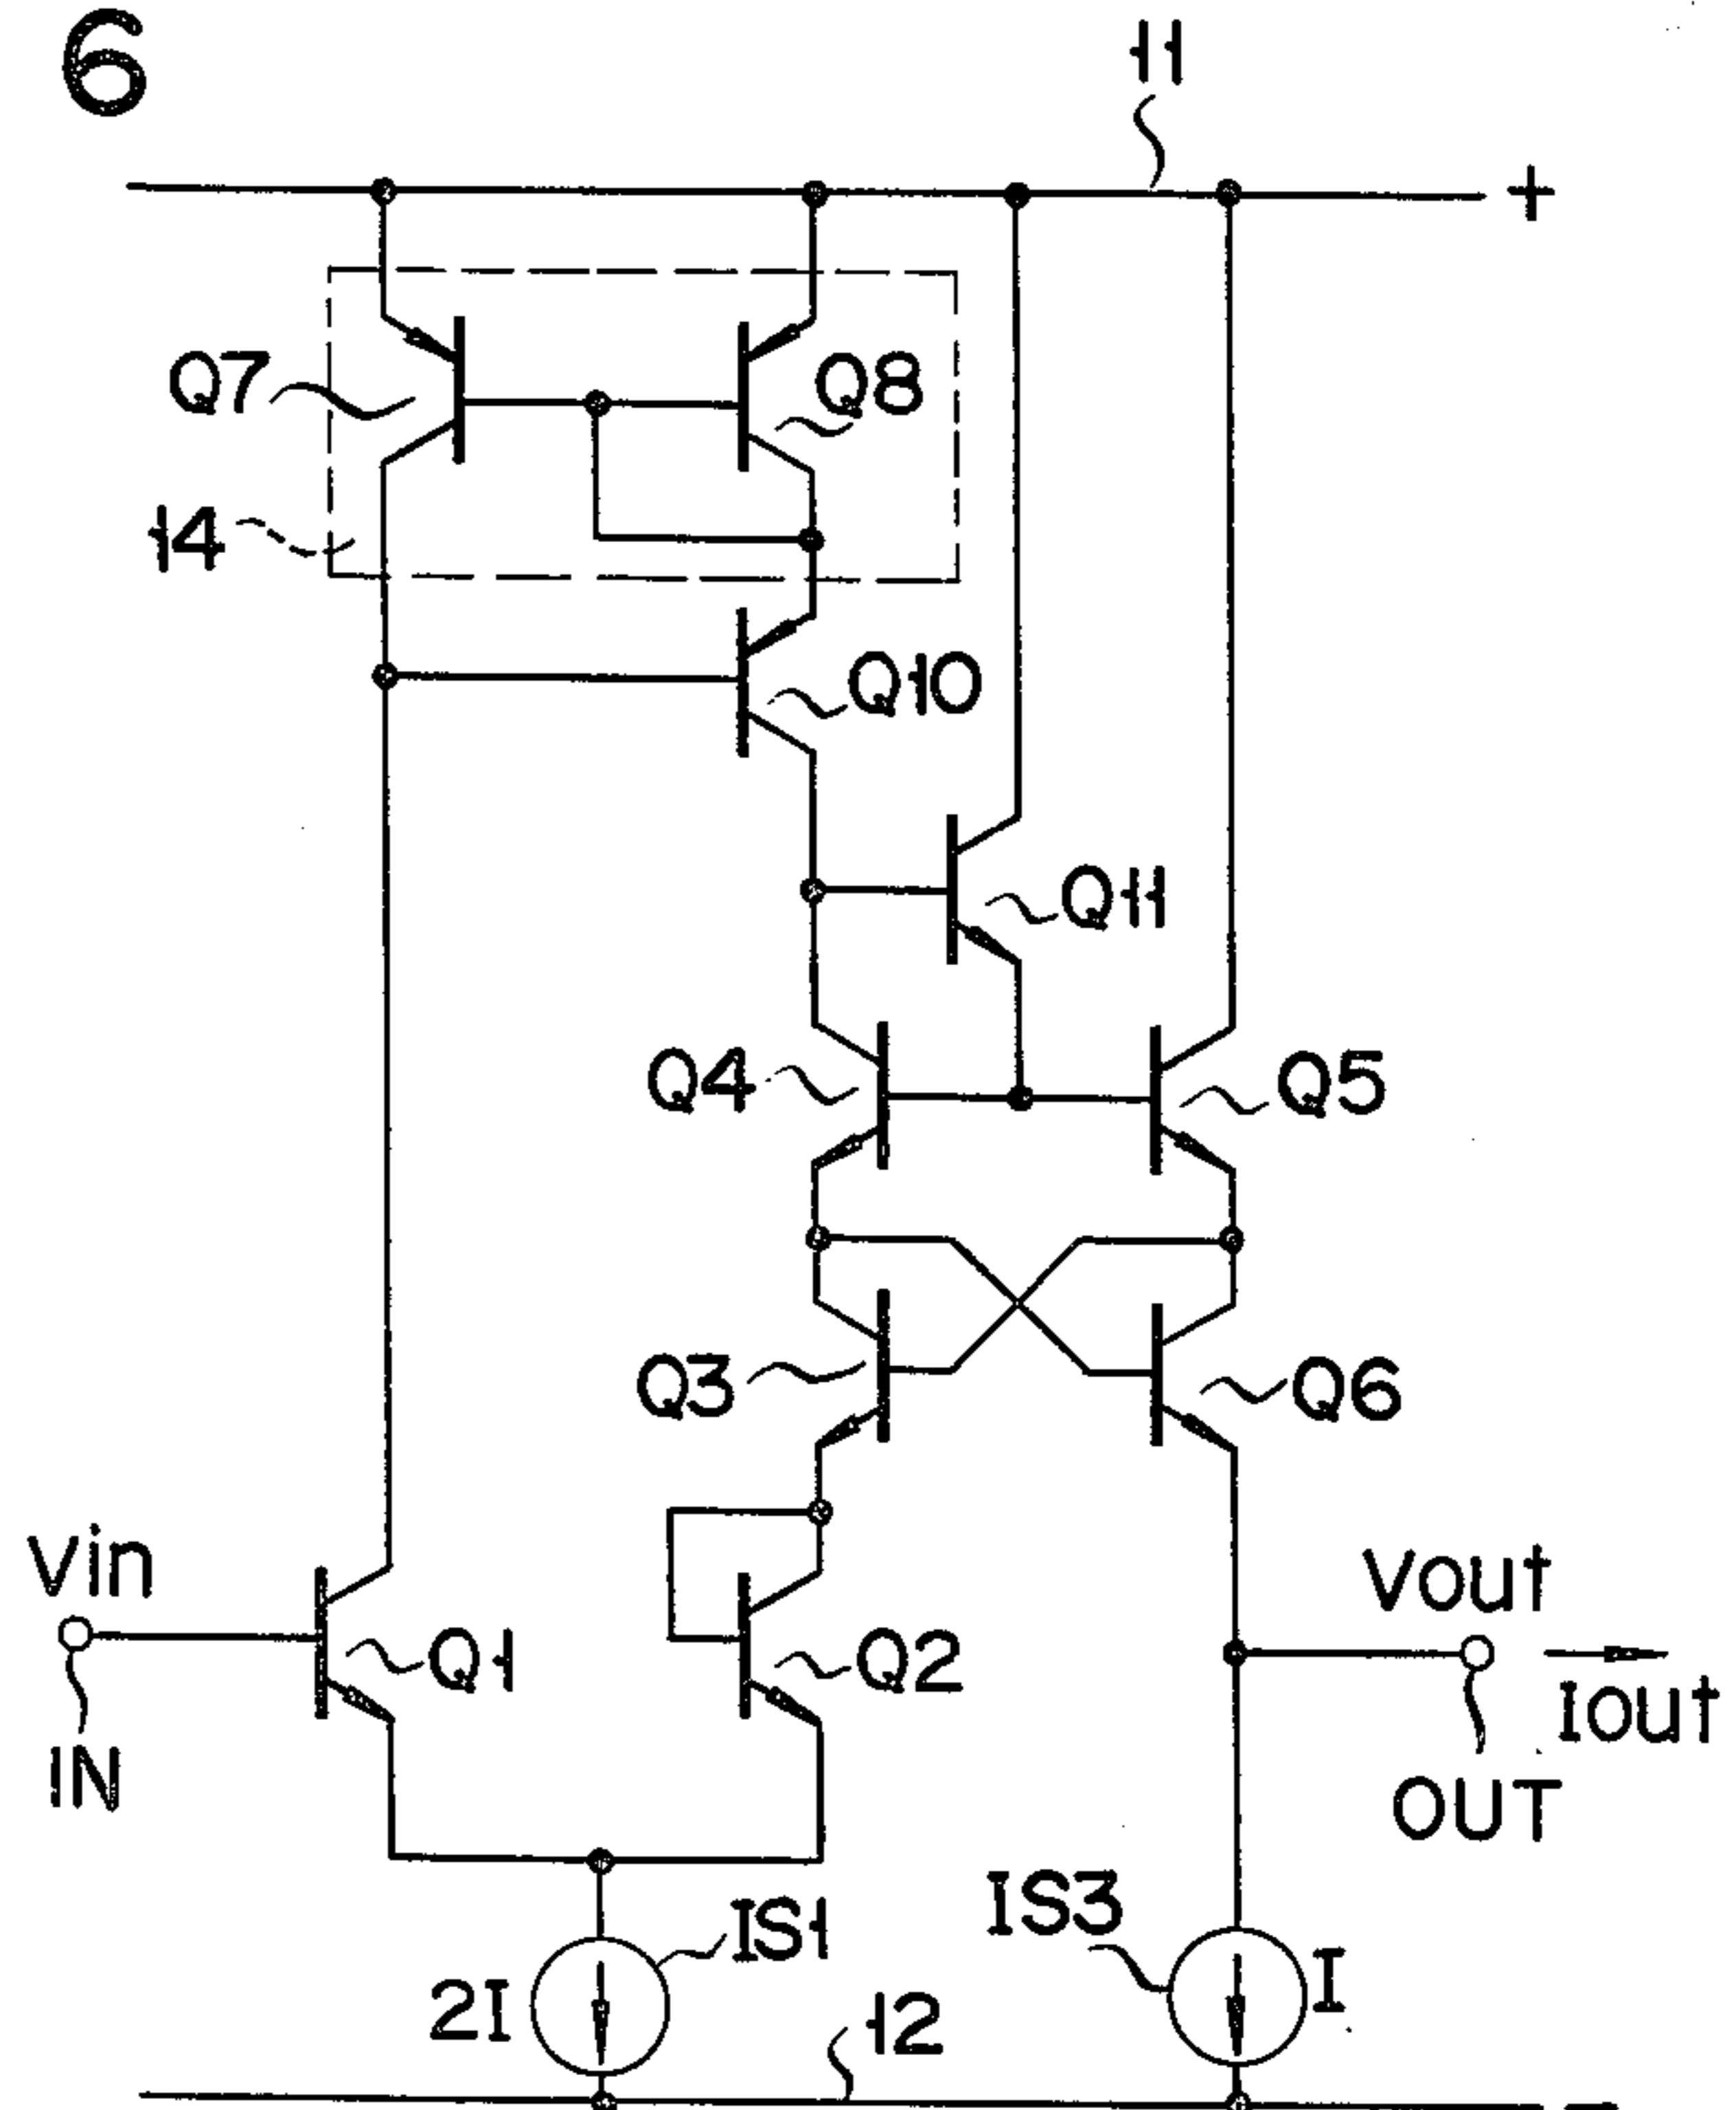 6
11
+
Q7
Q8
14
Q10
Q11
Q4
Q5
Q3
Q6
Vin
Vout
Q1
Q2
Iout
IN
OUT
IS1
IS3
2I
I
12
−